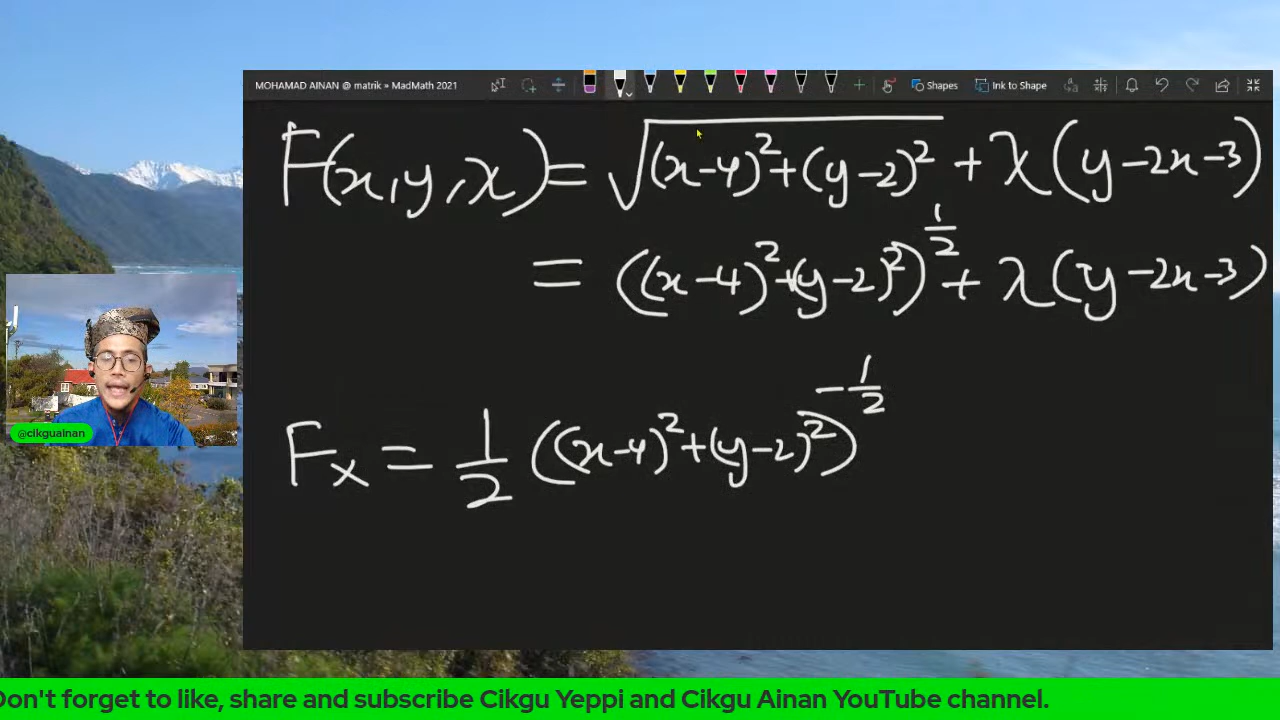 MOHAMAD AINAN @ matrik » MadMath 2021
Shapes
Ink to Shape
F(x,y,λ) = √((x-4)²+(y-2)²) + λ(y-2x-3)
= ((x-4)²+(y-2)²)^(1/2) + λ(y-2x-3)
Fx = 1/2 ((x-4)²+(y-2)²)^(-1/2)
@cikguainan
Don't forget to like, share and subscribe Cikgu Yeppi and Cikgu Ainan YouTube channel.